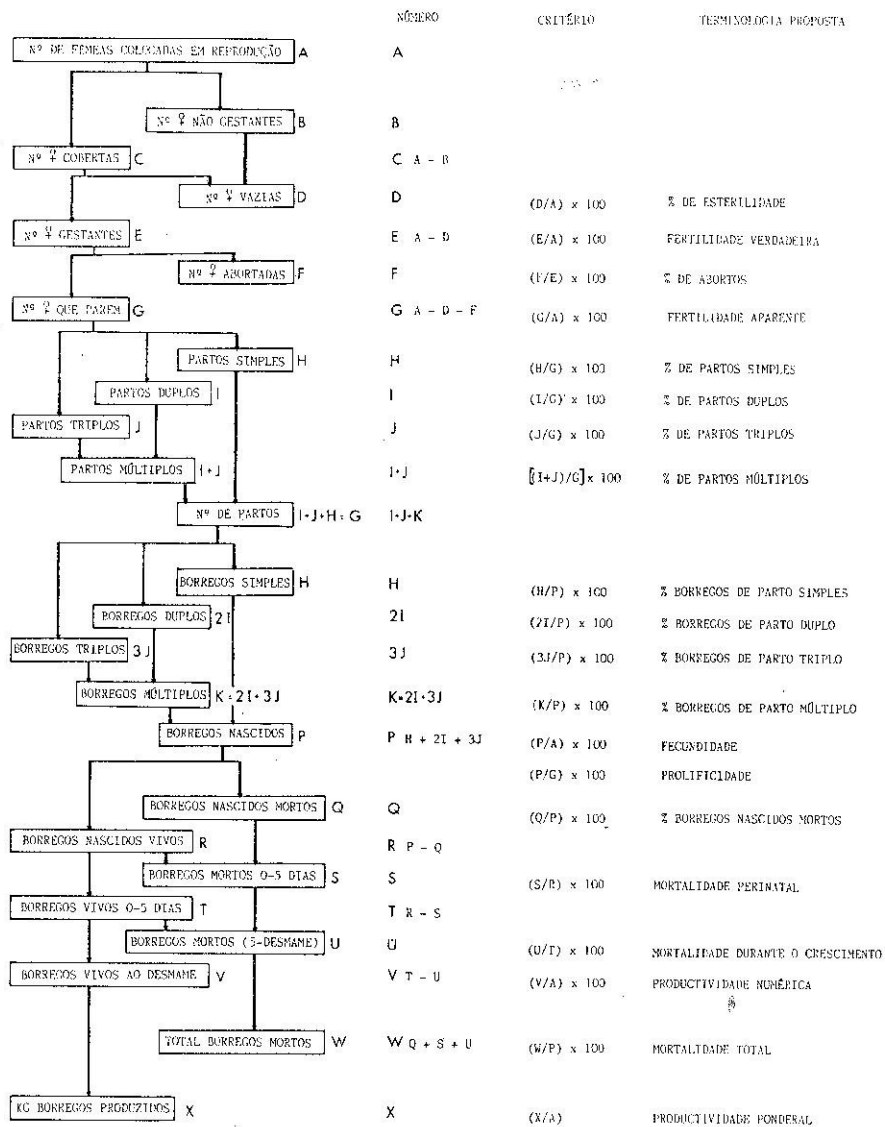 NÚMERO CRITÉRIO TERMINOLOGIA PROPOSTA
Nº DE FÊMEAS COLOCADAS EM REPRODUÇÃO A A
Nº ♀ NÃO GESTANTES B B
Nº ♀ COBERTAS C C A - B
Nº ♀ VAZIAS D D (D/A) x 100 % DE ESTERILIDADE
Nº ♀ GESTANTES E E A - D (E/A) x 100 FERTILIDADE VERDADEIRA
Nº ♀ ABORTADAS F F (F/E) x 100 % DE ABORTOS
Nº ♀ QUE PAREM G G A - D - F (G/A) x 100 FERTILIDADE APARENTE
PARTOS SIMPLES H H (H/G) x 100 % DE PARTOS SIMPLES
PARTOS DUPLOS I I (I/G) x 100 % DE PARTOS DUPLOS
PARTOS TRIPLOS J J (J/G) x 100 % DE PARTOS TRIPLOS
PARTOS MÚLTIPLOS I+J I+J [(I+J)/G] x 100 % DE PARTOS MÚLTIPLOS
Nº DE PARTOS I+J+H = G I+J+K
BORREGOS SIMPLES H H (H/P) x 100 % BORREGOS DE PARTO SIMPLES
BORREGOS DUPLOS 2I 2I (2I/P) x 100 % BORREGOS DE PARTO DUPLO
BORREGOS TRIPLOS 3J 3J (3J/P) x 100 % BORREGOS DE PARTO TRIPLO
BORREGOS MÚLTIPLOS K = 2I+3J K=2I+3J (K/P) x 100 % BORREGOS DE PARTO MÚLTIPLO
BORREGOS NASCIDOS P P H + 2I + 3J (P/A) x 100 FECUNDIDADE
(P/G) x 100 PROLIFICIDADE
BORREGOS NASCIDOS MORTOS Q Q (Q/P) x 100 % BORREGOS NASCIDOS MORTOS
BORREGOS NASCIDOS VIVOS R R P - Q
BORREGOS MORTOS 0-5 DIAS S S (S/R) x 100 MORTALIDADE PERINATAL
BORREGOS VIVOS 0-5 DIAS T T R - S
BORREGOS MORTOS (5-DESMAME) U U (U/T) x 100 MORTALIDADE DURANTE O CRESCIMENTO
BORREGOS VIVOS AO DESMAME V V T - U (V/A) x 100 PRODUCTIVIDADE NUMÉRICA
TOTAL BORREGOS MORTOS W W Q + S + U (W/P) x 100 MORTALIDADE TOTAL
KG BORREGOS PRODUZIDOS X X (X/A) PRODUCTIVIDADE PONDERAL